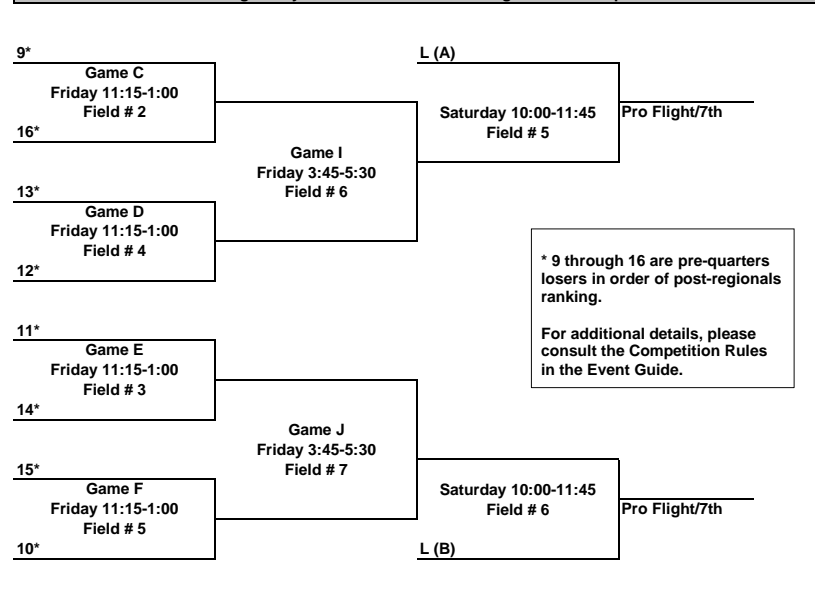 9*
Game C
Friday 11:15-1:00
Field # 2
16*
13*
Game D
Friday 11:15-1:00
Field # 4
12*
Game I
Friday 3:45-5:30
Field # 6
L (A)
Saturday 10:00-11:45
Field # 5
Pro Flight/7th
* 9 through 16 are pre-quarters
losers in order of post-regionals
ranking.
For additional details, please
consult the Competition Rules
in the Event Guide.
11*
Game E
Friday 11:15-1:00
Field # 3
14*
15*
Game F
Friday 11:15-1:00
Field # 5
10*
Game J
Friday 3:45-5:30
Field # 7
Saturday 10:00-11:45
Field # 6
L (B)
Pro Flight/7th